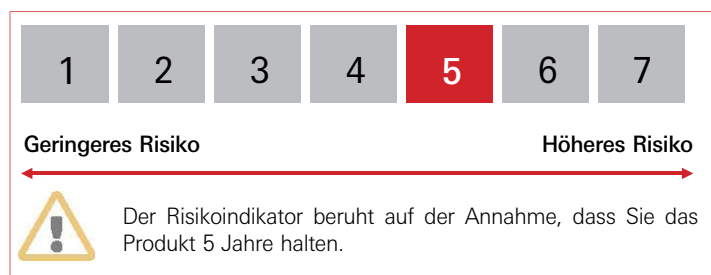 1 2 3 4 5 6 7
Geringeres Risiko Höheres Risiko
Der Risikoindikator beruht auf der Annahme, dass Sie das
Produkt 5 Jahre halten.